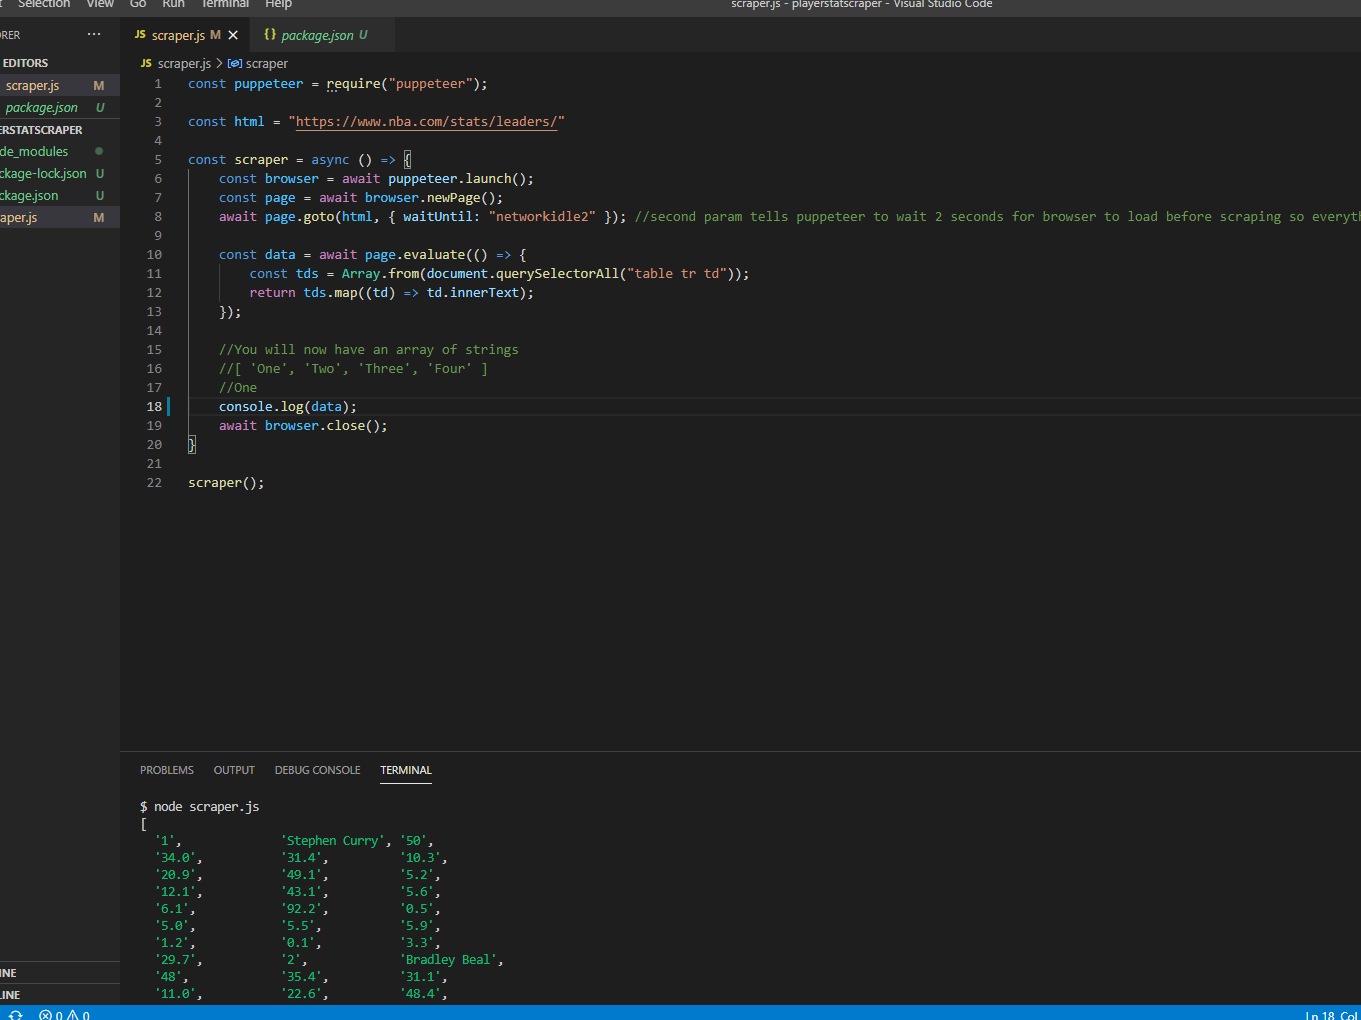 Selection View Go Run Terminal Help scraper.js - playerstatscraper - Visual Studio Code
JS scraper.js M {} package.json U
EDITORS
scraper.js M
package.json U
JS scraper.js > scraper
1 const puppeteer = require("puppeteer");
2
3 const html = "https://www.nba.com/stats/leaders/"
4
5 const scraper = async () => {
6 const browser = await puppeteer.launch();
7 const page = await browser.newPage();
8 await page.goto(html, { waitUntil: "networkidle2" }); //second param tells puppeteer to wait 2 seconds for browser to load before scraping so everyth
9
10 const data = await page.evaluate(() => {
11 const tds = Array.from(document.querySelectorAll("table tr td"));
12 return tds.map((td) => td.innerText);
13 });
14
15 //You will now have an array of strings
16 //[ 'One', 'Two', 'Three', 'Four' ]
17 //One
18 console.log(data);
19 await browser.close();
20 }
21
22 scraper();
RER
ERSTATSCRAPER
de_modules
ckage-lock.json U
ckage.json U
aper.js M
INE
LINE
PROBLEMS OUTPUT DEBUG CONSOLE TERMINAL
$ node scraper.js
[
'1', 'Stephen Curry', '50',
'34.0', '31.4', '10.3',
'20.9', '49.1', '5.2',
'12.1', '43.1', '5.6',
'6.1', '92.2', '0.5',
'5.0', '5.5', '5.9',
'1.2', '0.1', '3.3',
'29.7', '2', 'Bradley Beal',
'48', '35.4', '31.1',
'11.0', '22.6', '48.4',
0 0 Ln 18, Col